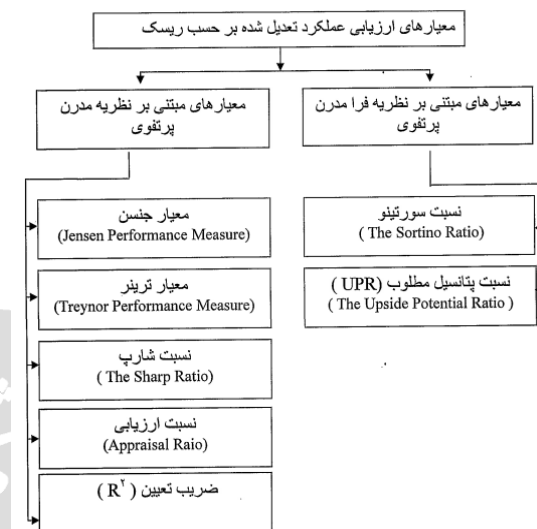 معیارهای ارزیابی عملکرد تعدیل شده بر حسب ریسک
معیارهای مبتنی بر نظریه فرا مدرن
پرتفوی
معیارهای مبتنی بر نظریه مدرن
پرتفوی
نسبت سورتینو
( The Sortino Ratio)
نسبت پتانسیل مطلوب (UPR )
( The Upside Potential Ratio )
معیار جنسن
(Jensen Performance Measure)
معیار ترینر
(Treynor Performance Measure)
نسبت شارپ
( The Sharp Ratio)
نسبت ارزیابی
(Appraisal Raio)
ضریب تعیین ( R۲ )